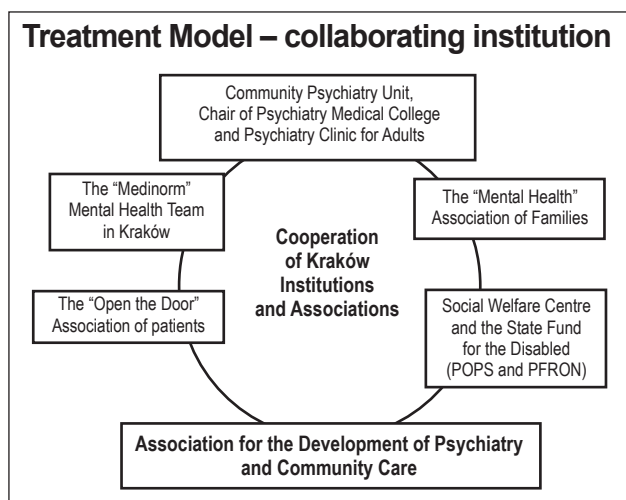 Treatment Model – collaborating institution
Community Psychiatry Unit,
Chair of Psychiatry Medical College
and Psychiatry Clinic for Adults
The “Medinorm”
Mental Health Team
in Kraków
The “Mental Health”
Association of Families
Cooperation
of Kraków
Institutions
and Associations
The “Open the Door”
Association of patients
Social Welfare Centre
and the State Fund
for the Disabled
(POPS and PFRON)
Association for the Development of Psychiatry
and Community Care